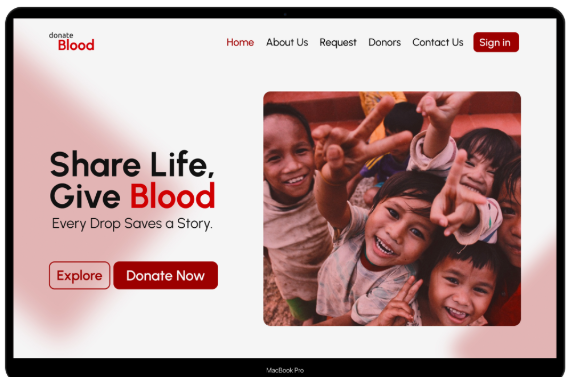 donate
Blood
Home About Us Request Donors Contact Us Sign in
Share Life,
Give Blood
Every Drop Saves a Story.
Explore Donate Now
MacBook Pro